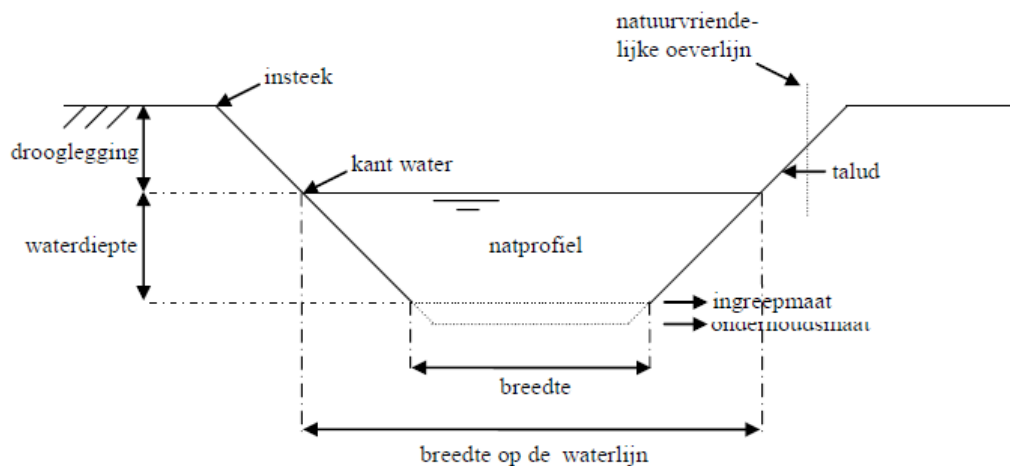 natuurvriende-
lijke oeverlijn
insteek
drooglegging
kant water
talud
waterdiepte
natprofiel
ingreepmaat
onderhoudsmaat
breedte
breedte op de waterlijn